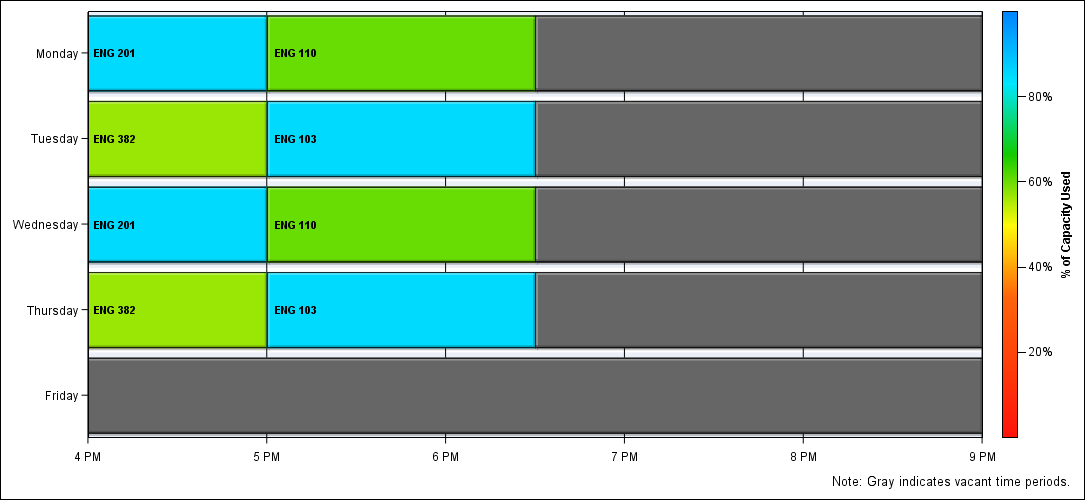 Monday
ENG 201
ENG 110
Tuesday
ENG 382
ENG 103
Wednesday
ENG 201
ENG 110
Thursday
ENG 382
ENG 103
Friday
4 PM
5 PM
6 PM
7 PM
8 PM
9 PM
80%
60%
40%
20%
% of Capacity Used
Note: Gray indicates vacant time periods.